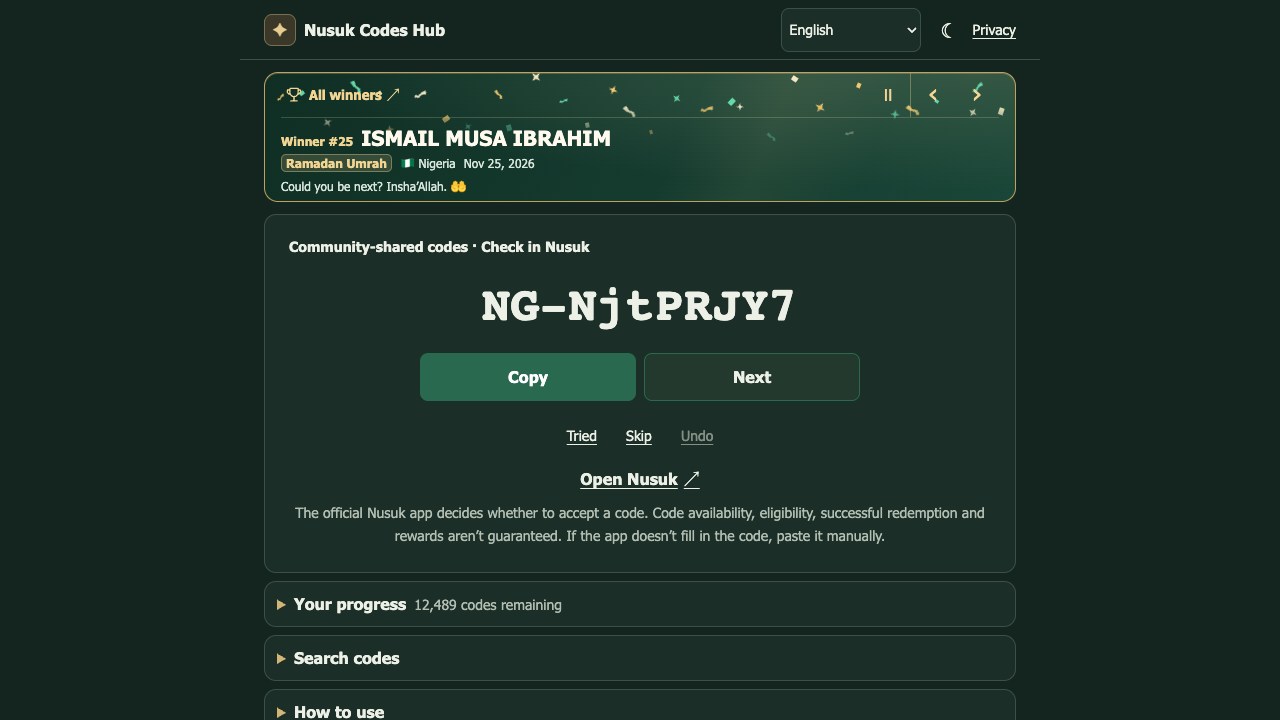 Nusuk Codes Hub
English
Privacy
All winners ↗
Winner #25 ISMAIL MUSA IBRAHIM
Ramadan Umrah 🇳🇬 Nigeria Nov 25, 2026
Could you be next? Insha’Allah. 🤲
Community-shared codes · Check in Nusuk
NG-NjtPRJY7
Copy
Next
Tried
Skip
Undo
Open Nusuk ↗
The official Nusuk app decides whether to accept a code. Code availability, eligibility, successful redemption and
rewards aren’t guaranteed. If the app doesn’t fill in the code, paste it manually.
Your progress 12,489 codes remaining
Search codes
How to use